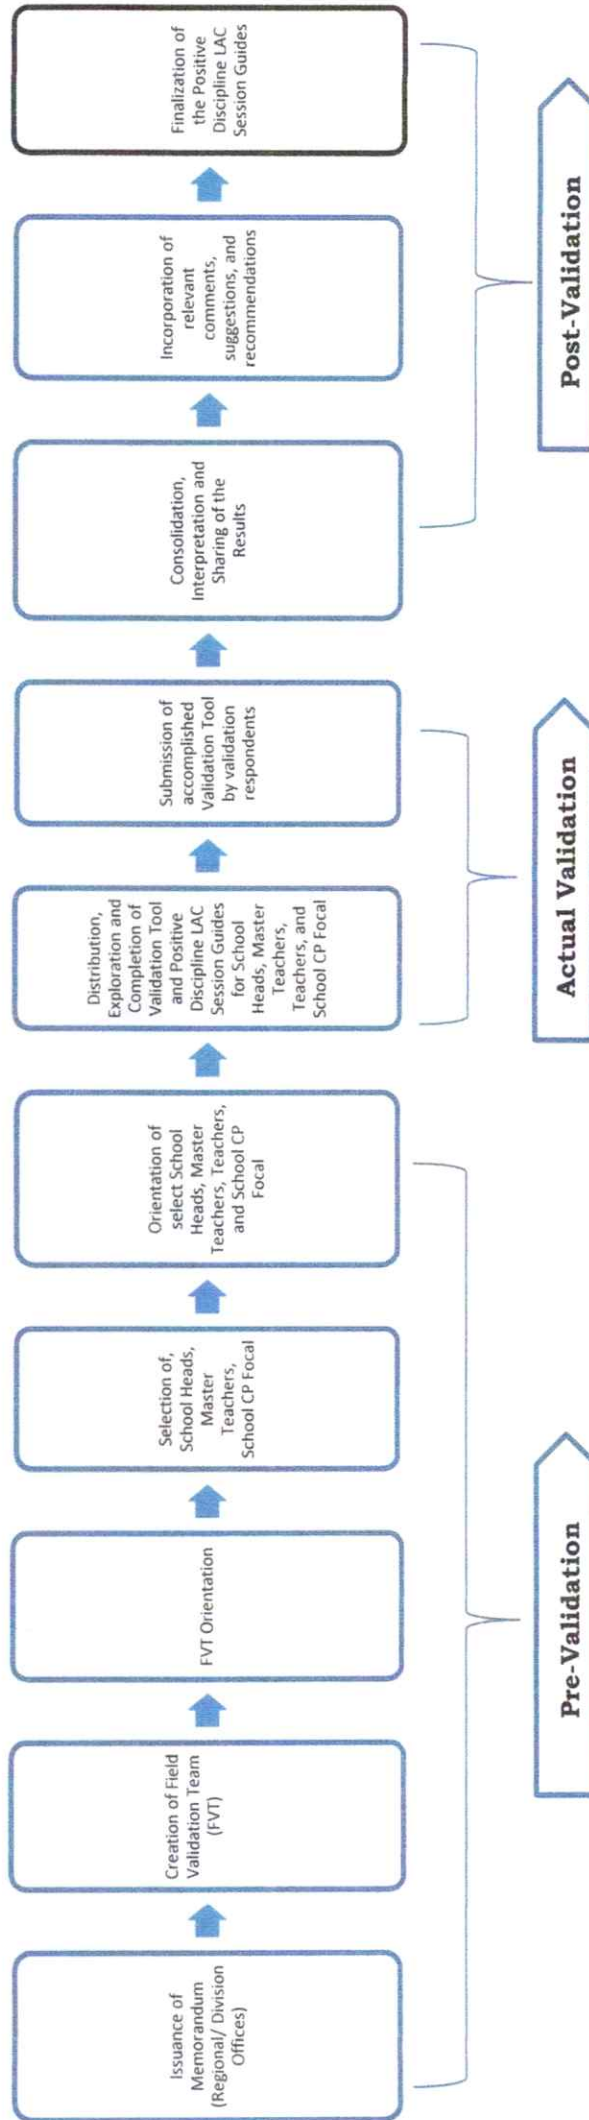 Issuance of
Memorandum
(Regional/ Division
Offices)
Creation of Field
Validation Team
(FVT)
FVT Orientation
Selection of,
School Heads,
Master
Teachers,
School CP Focal
Orientation of
select School
Heads, Master
Teachers, Teachers,
and School CP
Focal
Distribution,
Exploration and
Completion of
Validation Tool
and Positive
Discipline LAC
Session Guides
for School
Heads, Master
Teachers,
Teachers, and
School CP Focal
Submission of
accomplished
Validation Tool
by validation
respondents
Consolidation,
Interpretation and
Sharing of the
Results
Incorporation of
relevant
comments,
suggestions, and
recommendations
Finalization of
the Positive
Discipline LAC
Session Guides
Pre-Validation
Actual Validation
Post-Validation